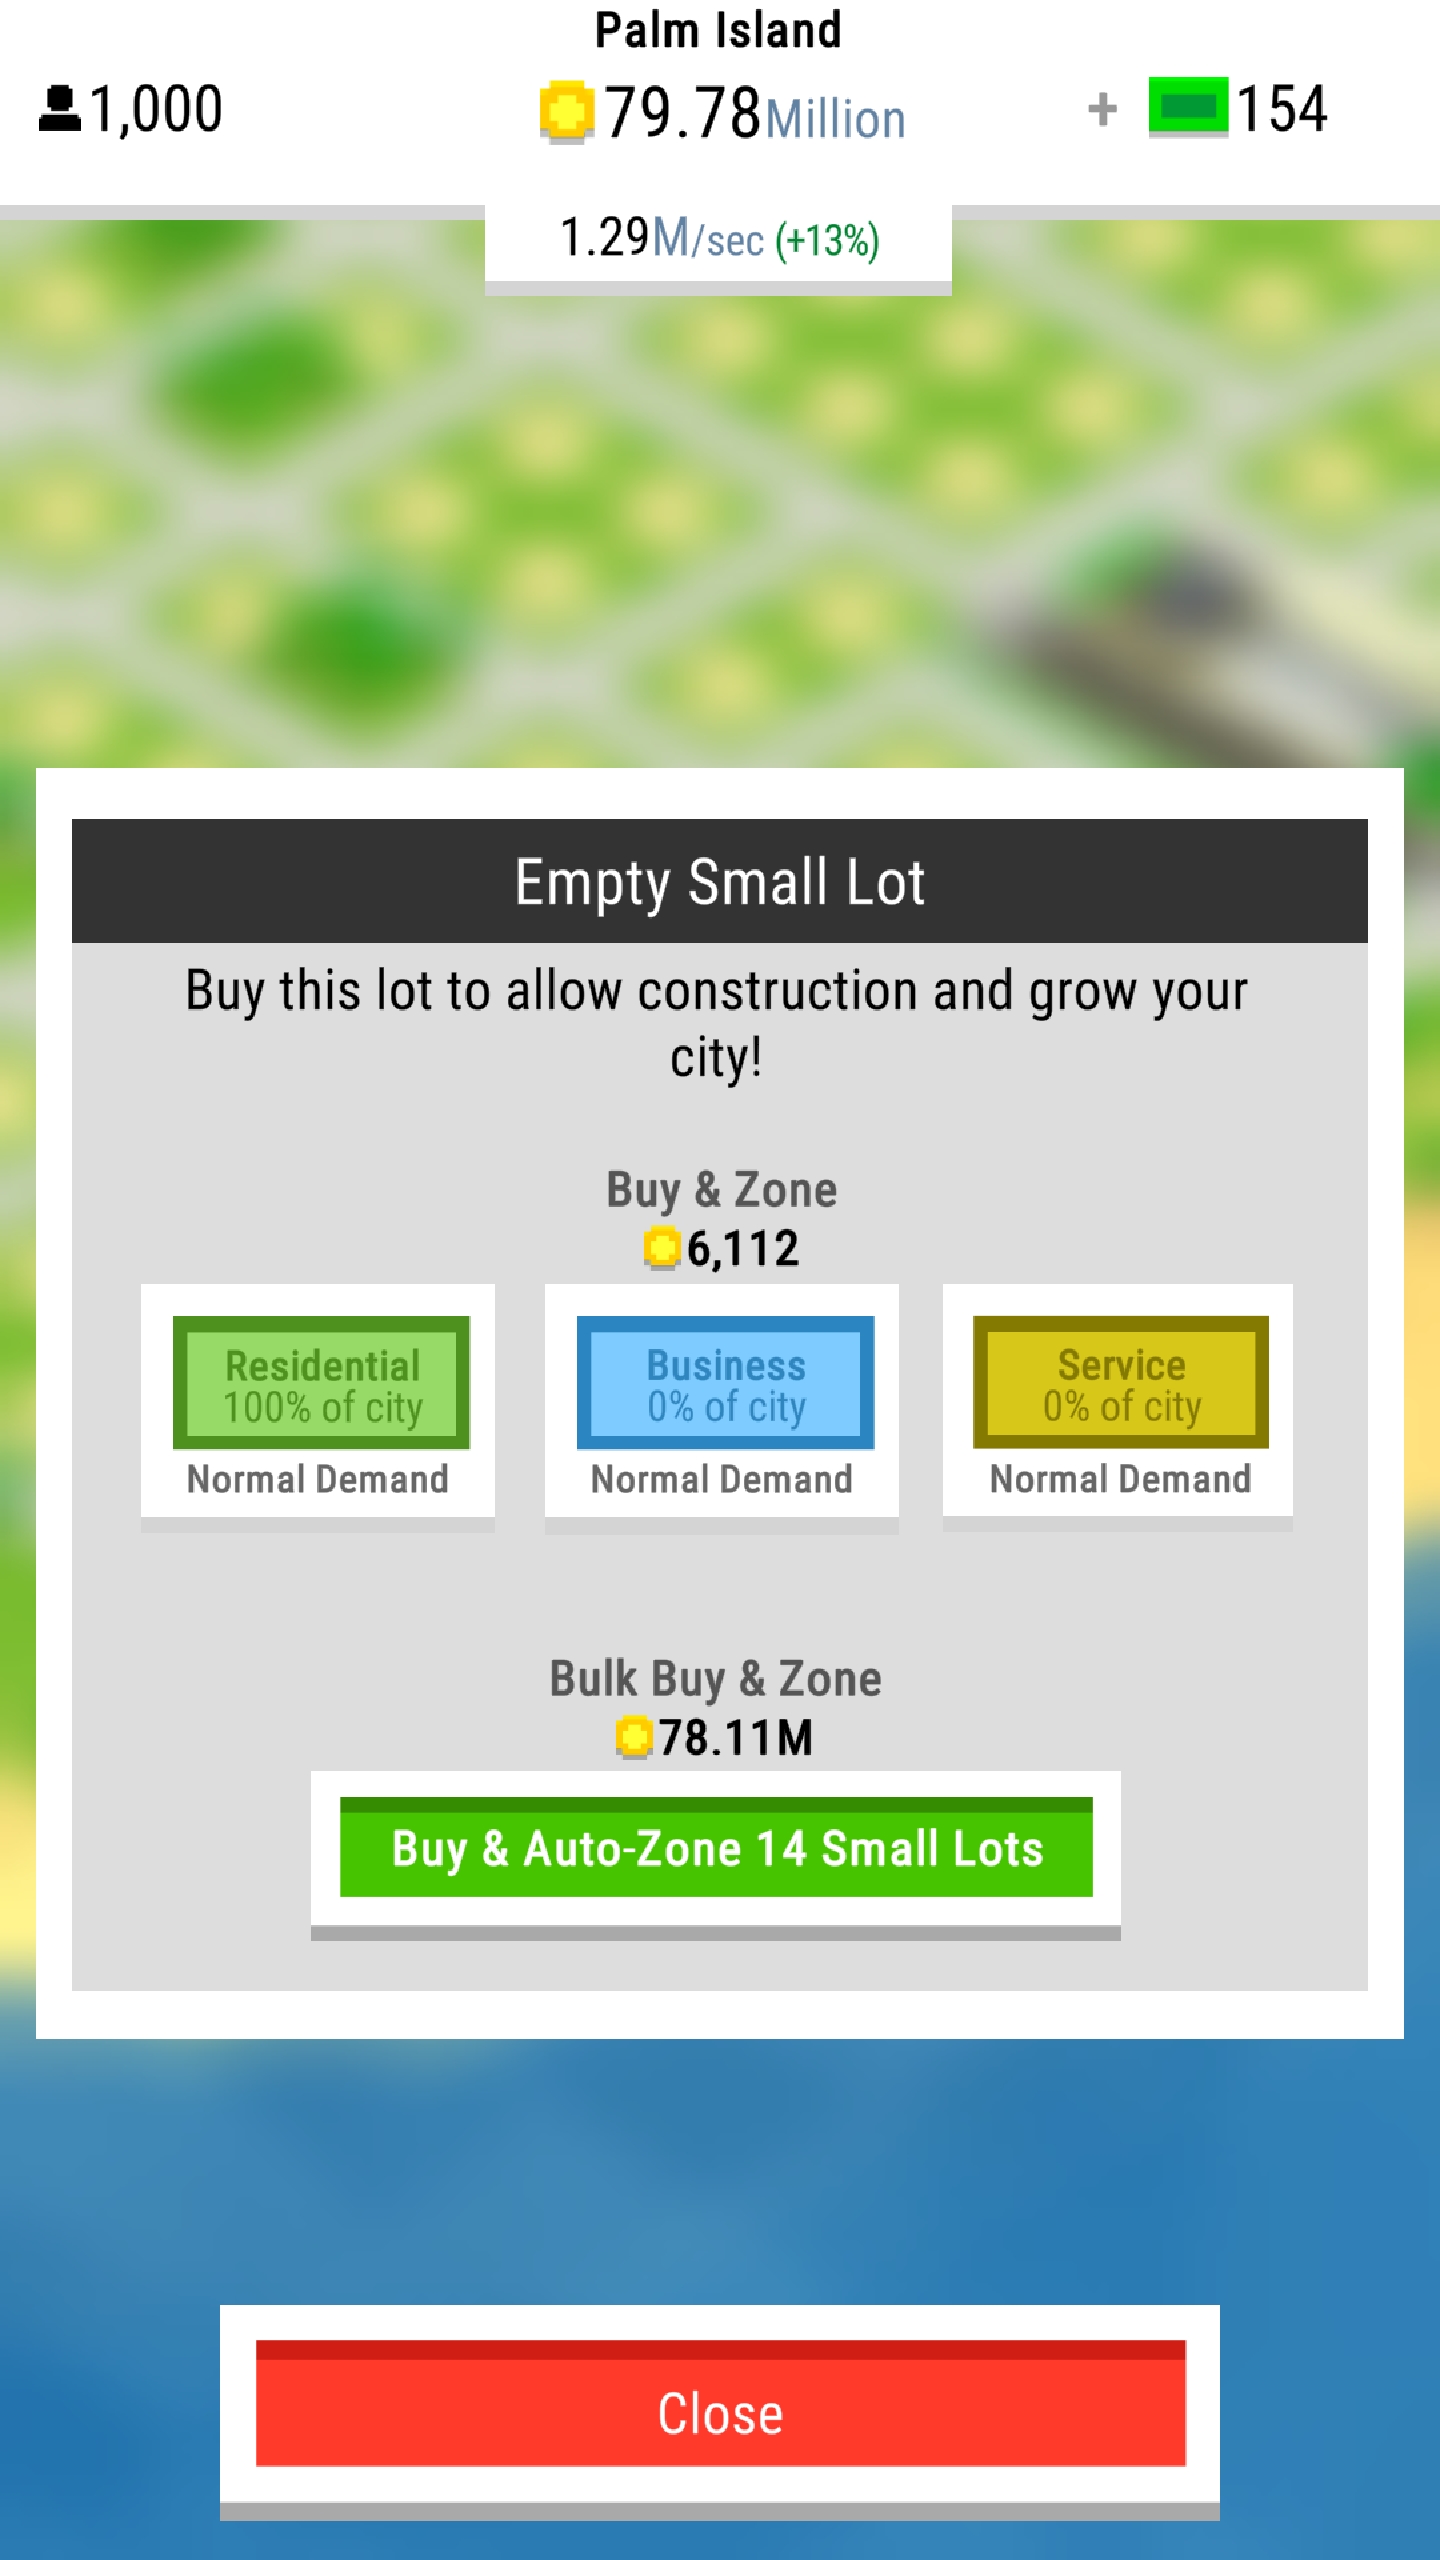 Palm Island
1,000
79.78Million
+ 154
1.29M/sec (+13%)
Empty Small Lot
Buy this lot to allow construction and grow your
city!
Buy & Zone
6,112
Residential
100% of city
Normal Demand
Business
0% of city
Normal Demand
Service
0% of city
Normal Demand
Bulk Buy & Zone
78.11M
Buy & Auto-Zone 14 Small Lots
Close